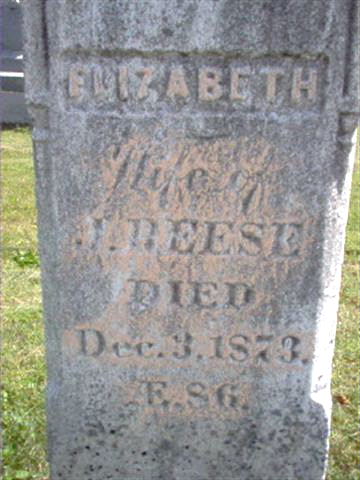 ELIZABETH
Wife of
J. REESE
DIED
Dec. 3. 1873.
Æ. 86.